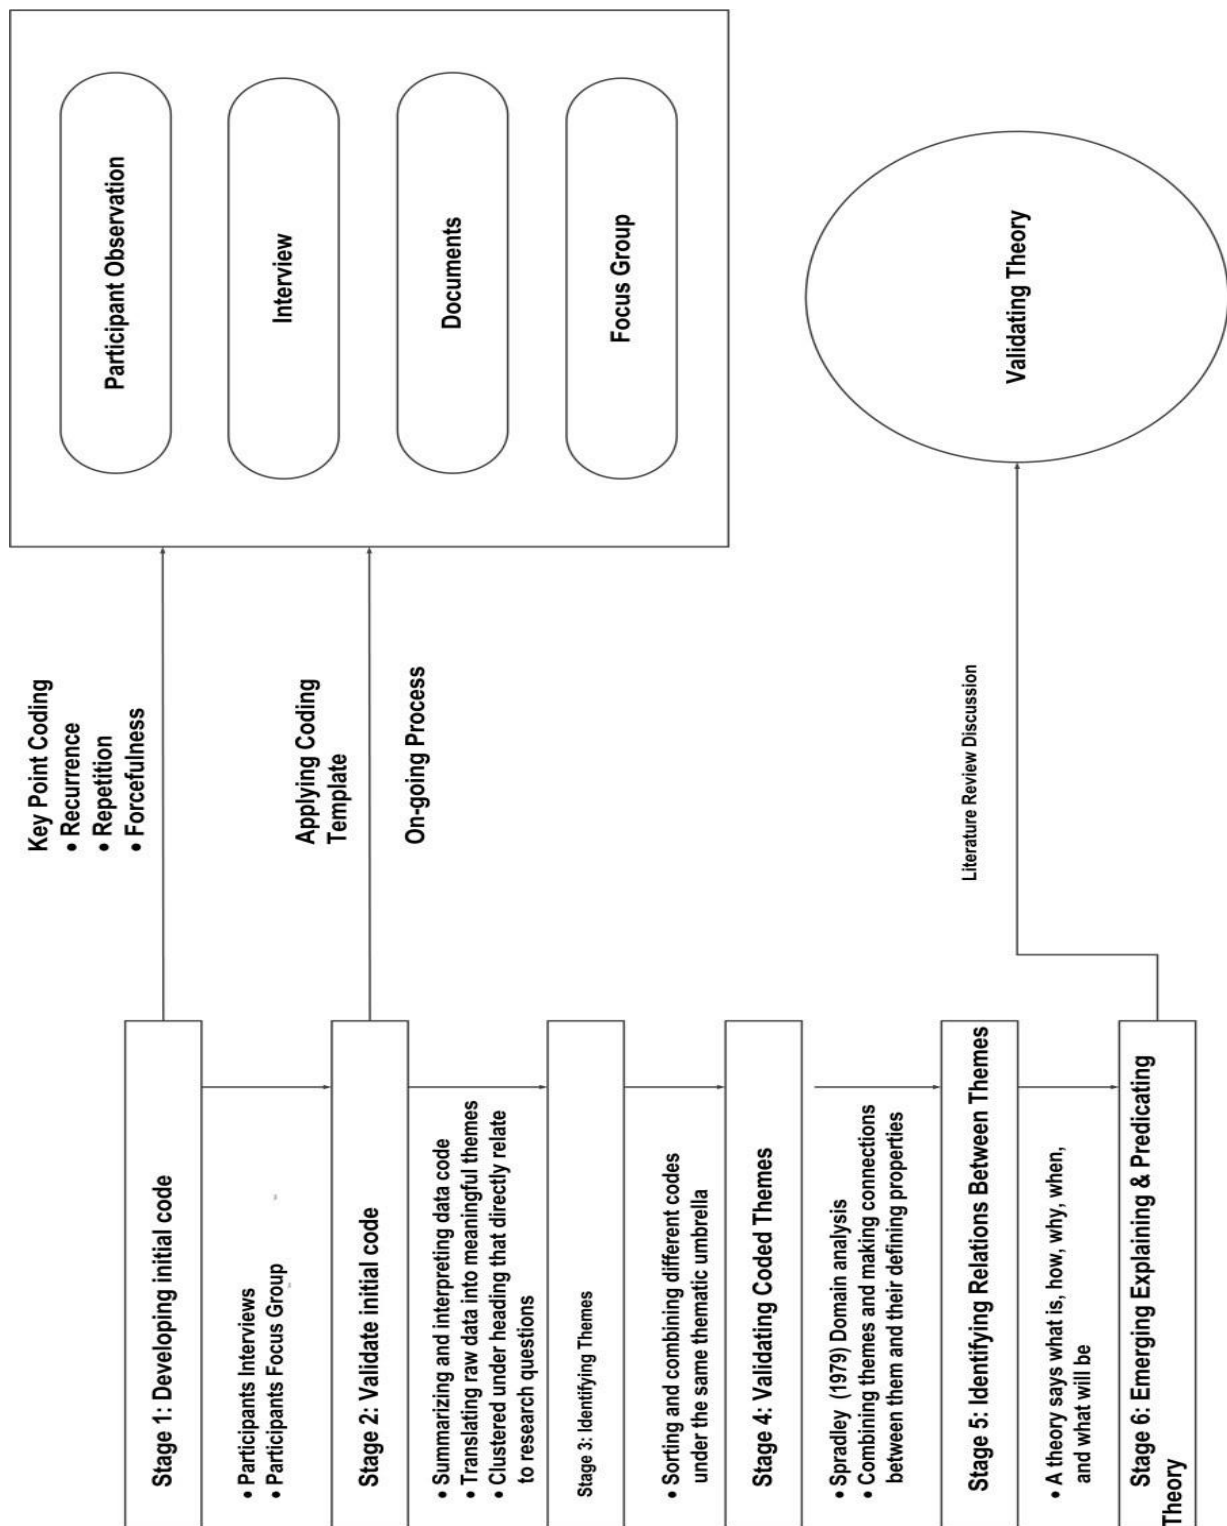 Stage 1: Developing initial code
• Participants Interviews
• Participants Focus Group
Stage 2: Validate initial code
• Summarizing and interpreting data code
• Translating raw data into meaningful themes
• Clustered under heading that directly relate
to research questions
Stage 3: Identifying Themes
• Sorting and combining different codes
under the same thematic umbrella
Stage 4: Validating Coded Themes
• Spradley (1979) Domain analysis
• Combining themes and making connections
between them and their defining properties
Stage 5: Identifying Relations Between Themes
• A theory says what is, how, why, when,
and what will be
Stage 6: Emerging Explaining & Predicating
Theory
Key Point Coding
• Recurrence
• Repetition
• Forcefulness
Applying Coding
Template
On-going Process
Literature Review Discussion
Participant Observation
Interview
Documents
Focus Group
Validating Theory